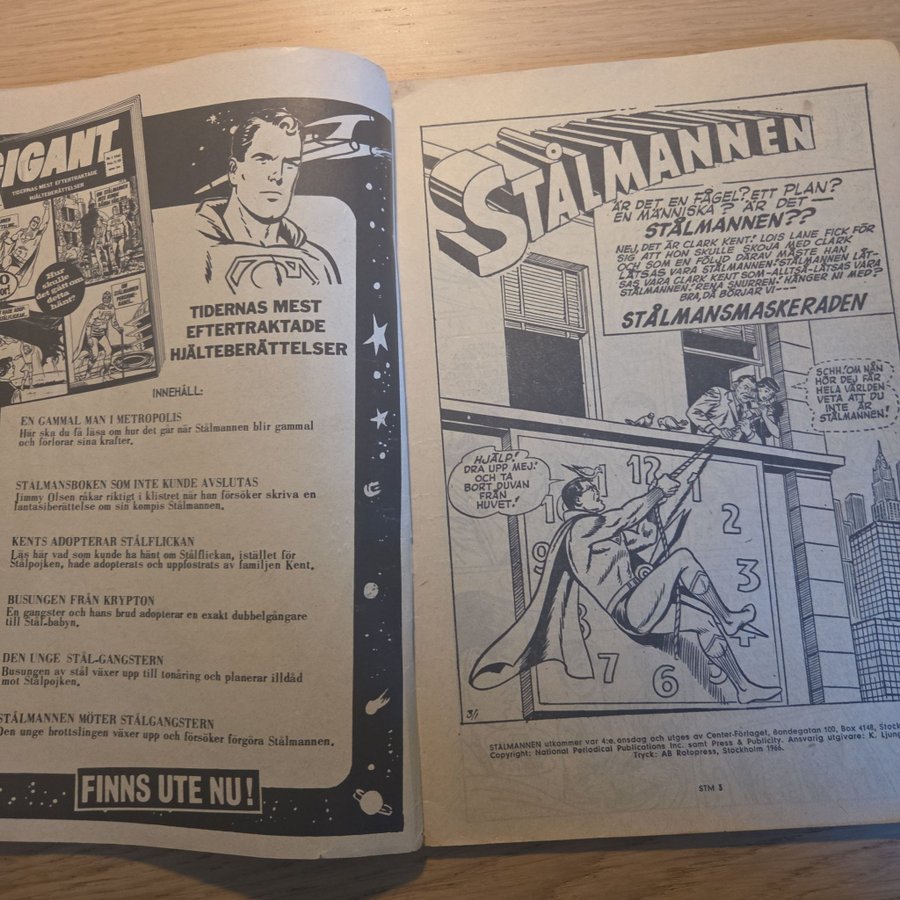 GIGANT
TIDERNAS MEST EFTERTRAKTADE
HJÄLTEBERÄTTELSER
Hur
skulle
det gått om
detta
hänt?
TIDERNAS MEST
EFTERTRAKTADE
HJÄLTEBERÄTTELSER
INNEHÅLL:
EN GAMMAL MAN I METROPOLIS
Här ska du få läsa om hur det går när Stålmannen blir gammal
och förlorar sina krafter.
STÅLMANSBOKEN SOM INTE KUNDE AVSLUTAS
Jimmy Olsen råkar riktigt i klistret när han försöker skriva en
fantasiberättelse om sin kompis Stålmannen.
KENTS ADOPTERAR STÅLFLICKAN
Läs här vad som kunde ha hänt om Stålflickan, istället för
Stålpojken, hade adopterats och uppfostrats av familjen Kent.
BUSUNGEN FRÅN KRYPTON
En gangster och hans brud adopterar en exakt dubbelgångare
till Stål-babyn.
DEN UNGE STÅL-GANGSTERN
Busungen av stål växer upp till tonåring och planerar illdåd
mot Stålpojken.
STÅLMANNEN MÖTER STÅLGANGSTERN
Den unge brottslingen växer upp och försöker förgöra Stålmannen.
FINNS UTE NU!
STÅLMANNEN
ÄR DET EN FÅGEL? ETT PLAN?
EN MÄNNISKA? ÄR DET —
STÅLMANNEN??
NEJ, DET ÄR CLARK KENT! LOIS LANE FICK FÖR
SIG ATT HON SKULLE SKOJA MED CLARK
OCH SOM EN FÖLJD DÄRAV MÅSTE HAN
LÅTSAS VARA STÅLMANNEN! STÅLMANNEN LÅT-
SAS VARA CLARK KENT SOM-ALLTSÅ-LÅTSAS VARA
STÅLMANNEN! RENA SNURREN! HÄNGER NI MED?
BRA, DÅ BÖRJAR VI ---
STÅLMANSMASKERADEN
SCHH! OM NÅN
HÖR DEJ FÅR
HELA VÄRLDEN
VETA ATT DU
INTE ÄR
STÅLMANNEN!
HJÄLP!
DRA UPP MEJ!
OCH TA
BORT DUVAN
FRÅN
HUVET!
12
2
3
6
7
8
9
3/1
STÅLMANNEN utkommer var 4:e onsdag och utges av Center-Förlaget, Bondegatan 100, Box 4148,
Copyright: National Periodical Publications Inc. samt Press & Publicity. Ansvarig utgivare: K.
Tryck: AB Rotopress, Stockholm 1966.
STM 3